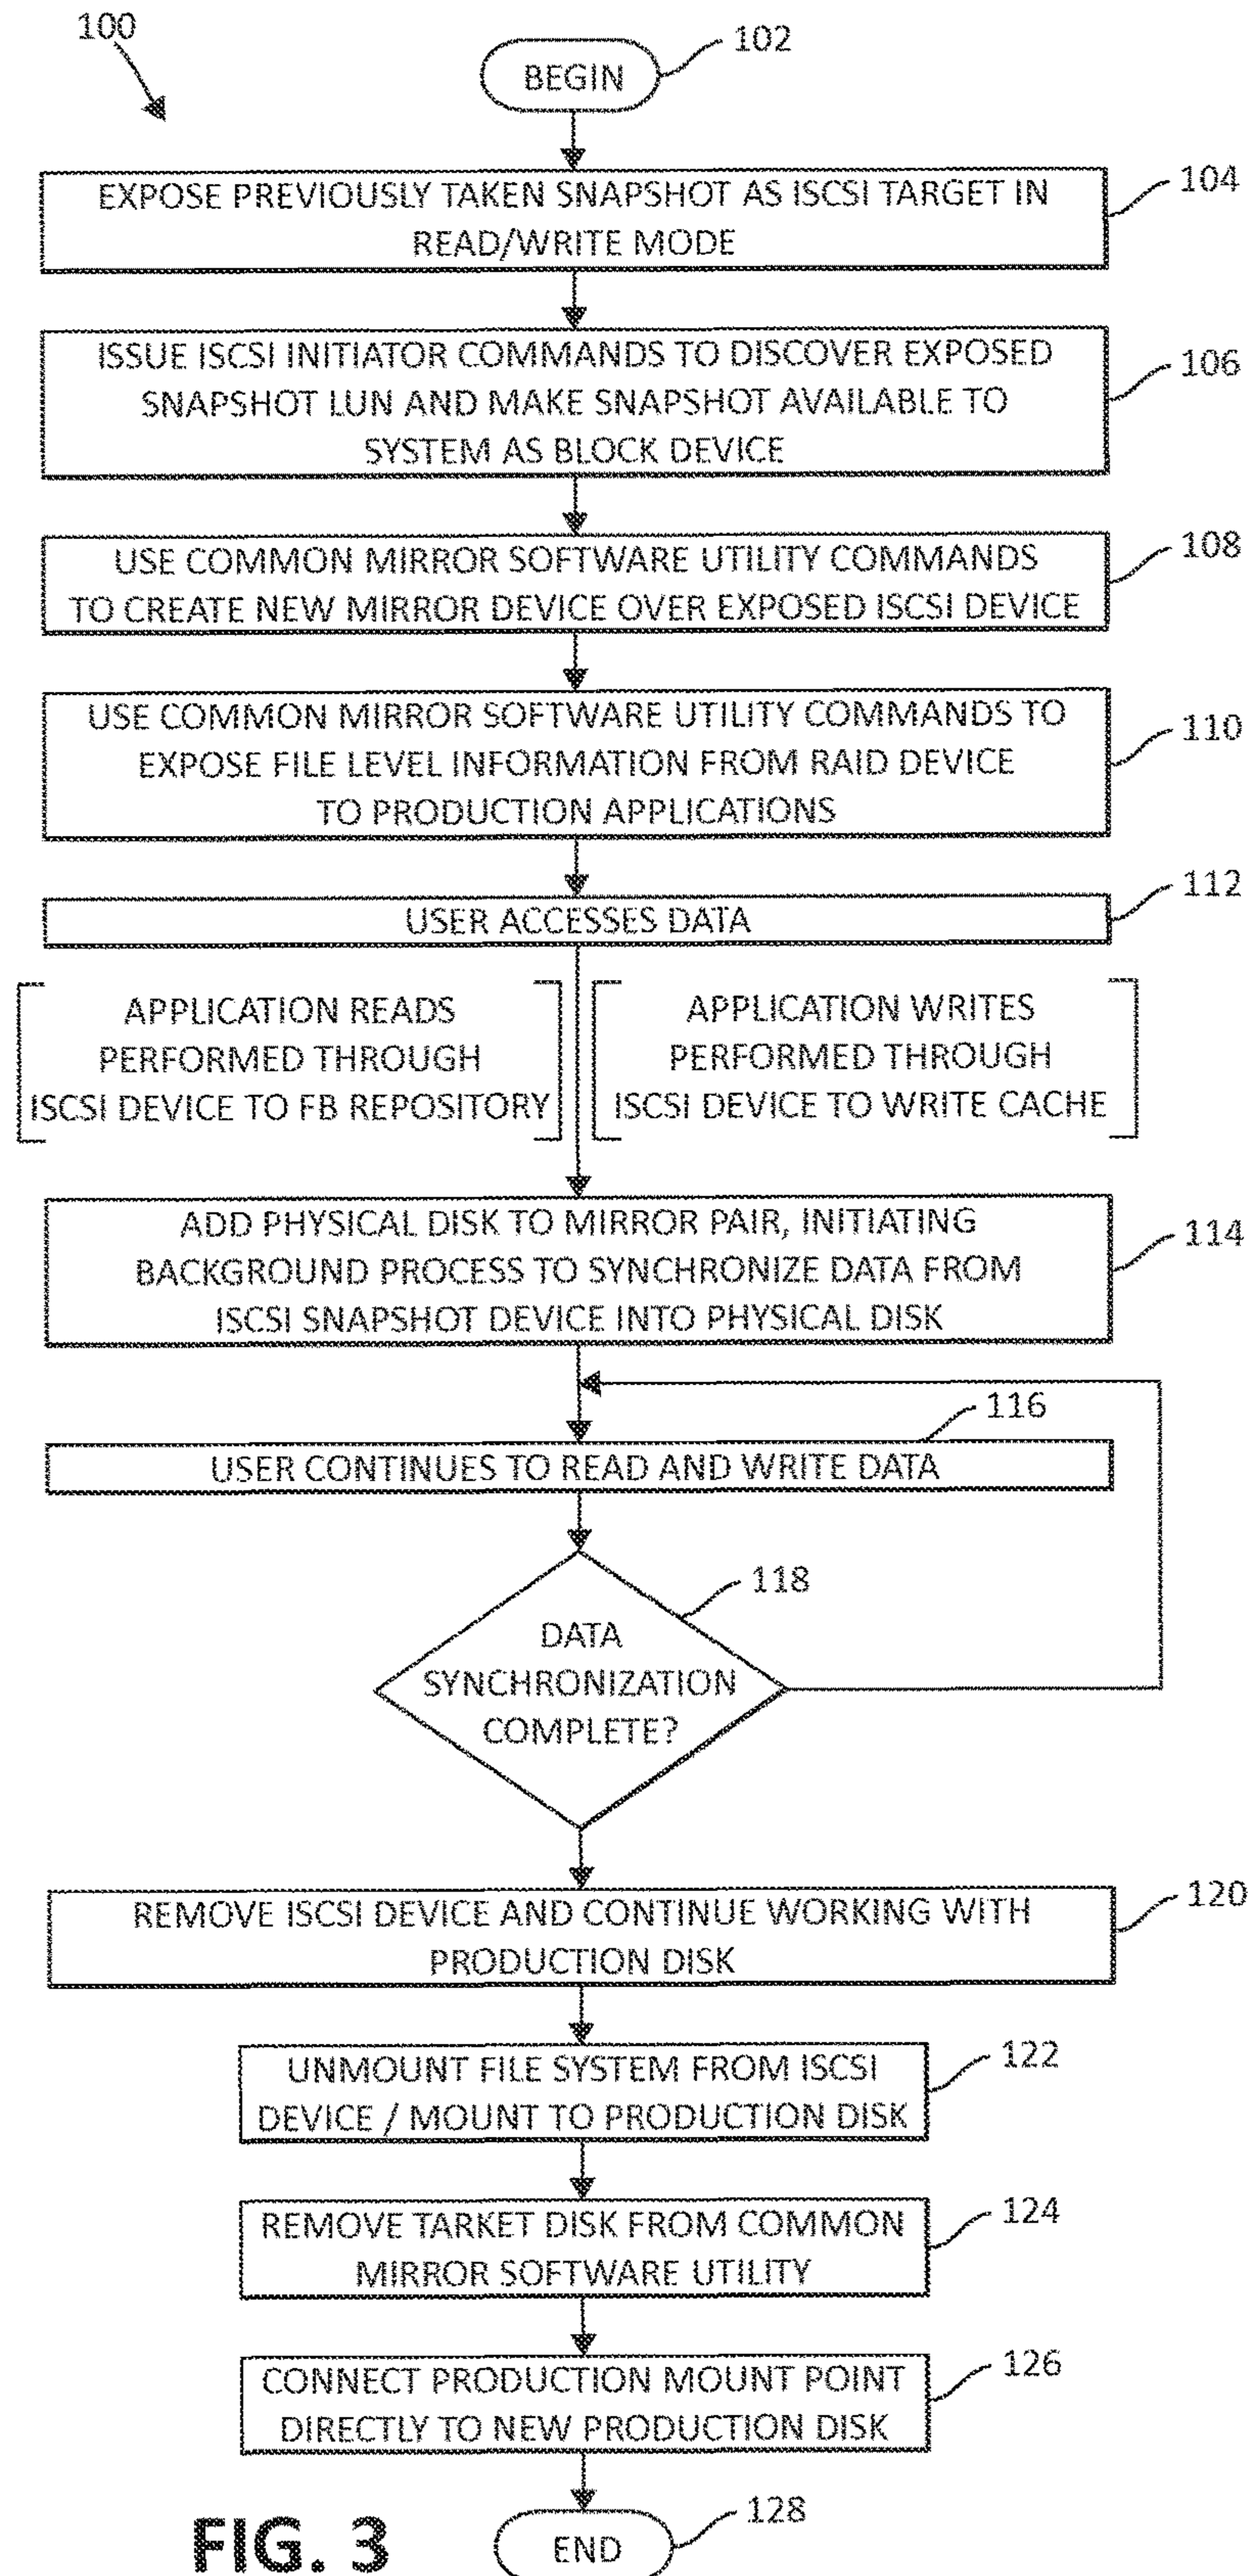 100
BEGIN
102
EXPOSE PREVIOUSLY TAKEN SNAPSHOT AS ISCSI TARGET IN
READ/WRITE MODE
104
ISSUE ISCSI INITIATOR COMMANDS TO DISCOVER EXPOSED
SNAPSHOT LUN AND MAKE SNAPSHOT AVAILABLE TO
SYSTEM AS BLOCK DEVICE
106
USE COMMON MIRROR SOFTWARE UTILITY COMMANDS
TO CREATE NEW MIRROR DEVICE OVER EXPOSED ISCSI DEVICE
108
USE COMMON MIRROR SOFTWARE UTILITY COMMANDS TO
EXPOSE FILE LEVEL INFORMATION FROM RAID DEVICE
TO PRODUCTION APPLICATIONS
110
USER ACCESSES DATA
112
APPLICATION READS
PERFORMED THROUGH
ISCSI DEVICE TO FB REPOSITORY
APPLICATION WRITES
PERFORMED THROUGH
ISCSI DEVICE TO WRITE CACHE
ADD PHYSICAL DISK TO MIRROR PAIR, INITIATING
BACKGROUND PROCESS TO SYNCHRONIZE DATA FROM
ISCSI SNAPSHOT DEVICE INTO PHYSICAL DISK
114
116
USER CONTINUES TO READ AND WRITE DATA
118
DATA
SYNCHRONIZATION
COMPLETE?
REMOVE ISCSI DEVICE AND CONTINUE WORKING WITH
PRODUCTION DISK
120
UNMOUNT FILE SYSTEM FROM ISCSI
DEVICE / MOUNT TO PRODUCTION DISK
122
REMOVE TARKET DISK FROM COMMON
MIRROR SOFTWARE UTILITY
124
CONNECT PRODUCTION MOUNT POINT
DIRECTLY TO NEW PRODUCTION DISK
126
END
128
FIG. 3